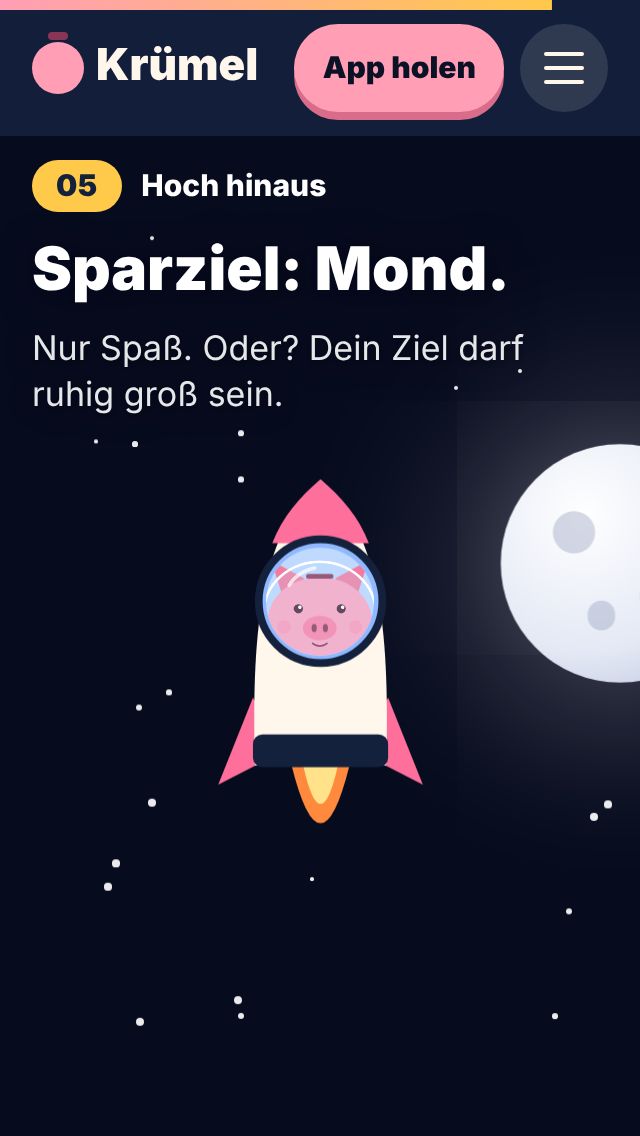 Krümel
App holen
05 Hoch hinaus
Sparziel: Mond.
Nur Spaß. Oder? Dein Ziel darf
ruhig groß sein.